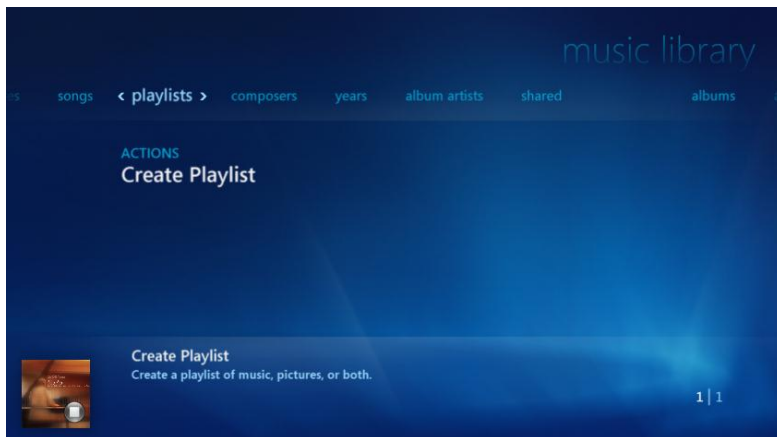 music library
songs ‹ playlists › composers years album artists shared albums
ACTIONS
Create Playlist
Create Playlist
Create a playlist of music, pictures, or both.
1 | 1